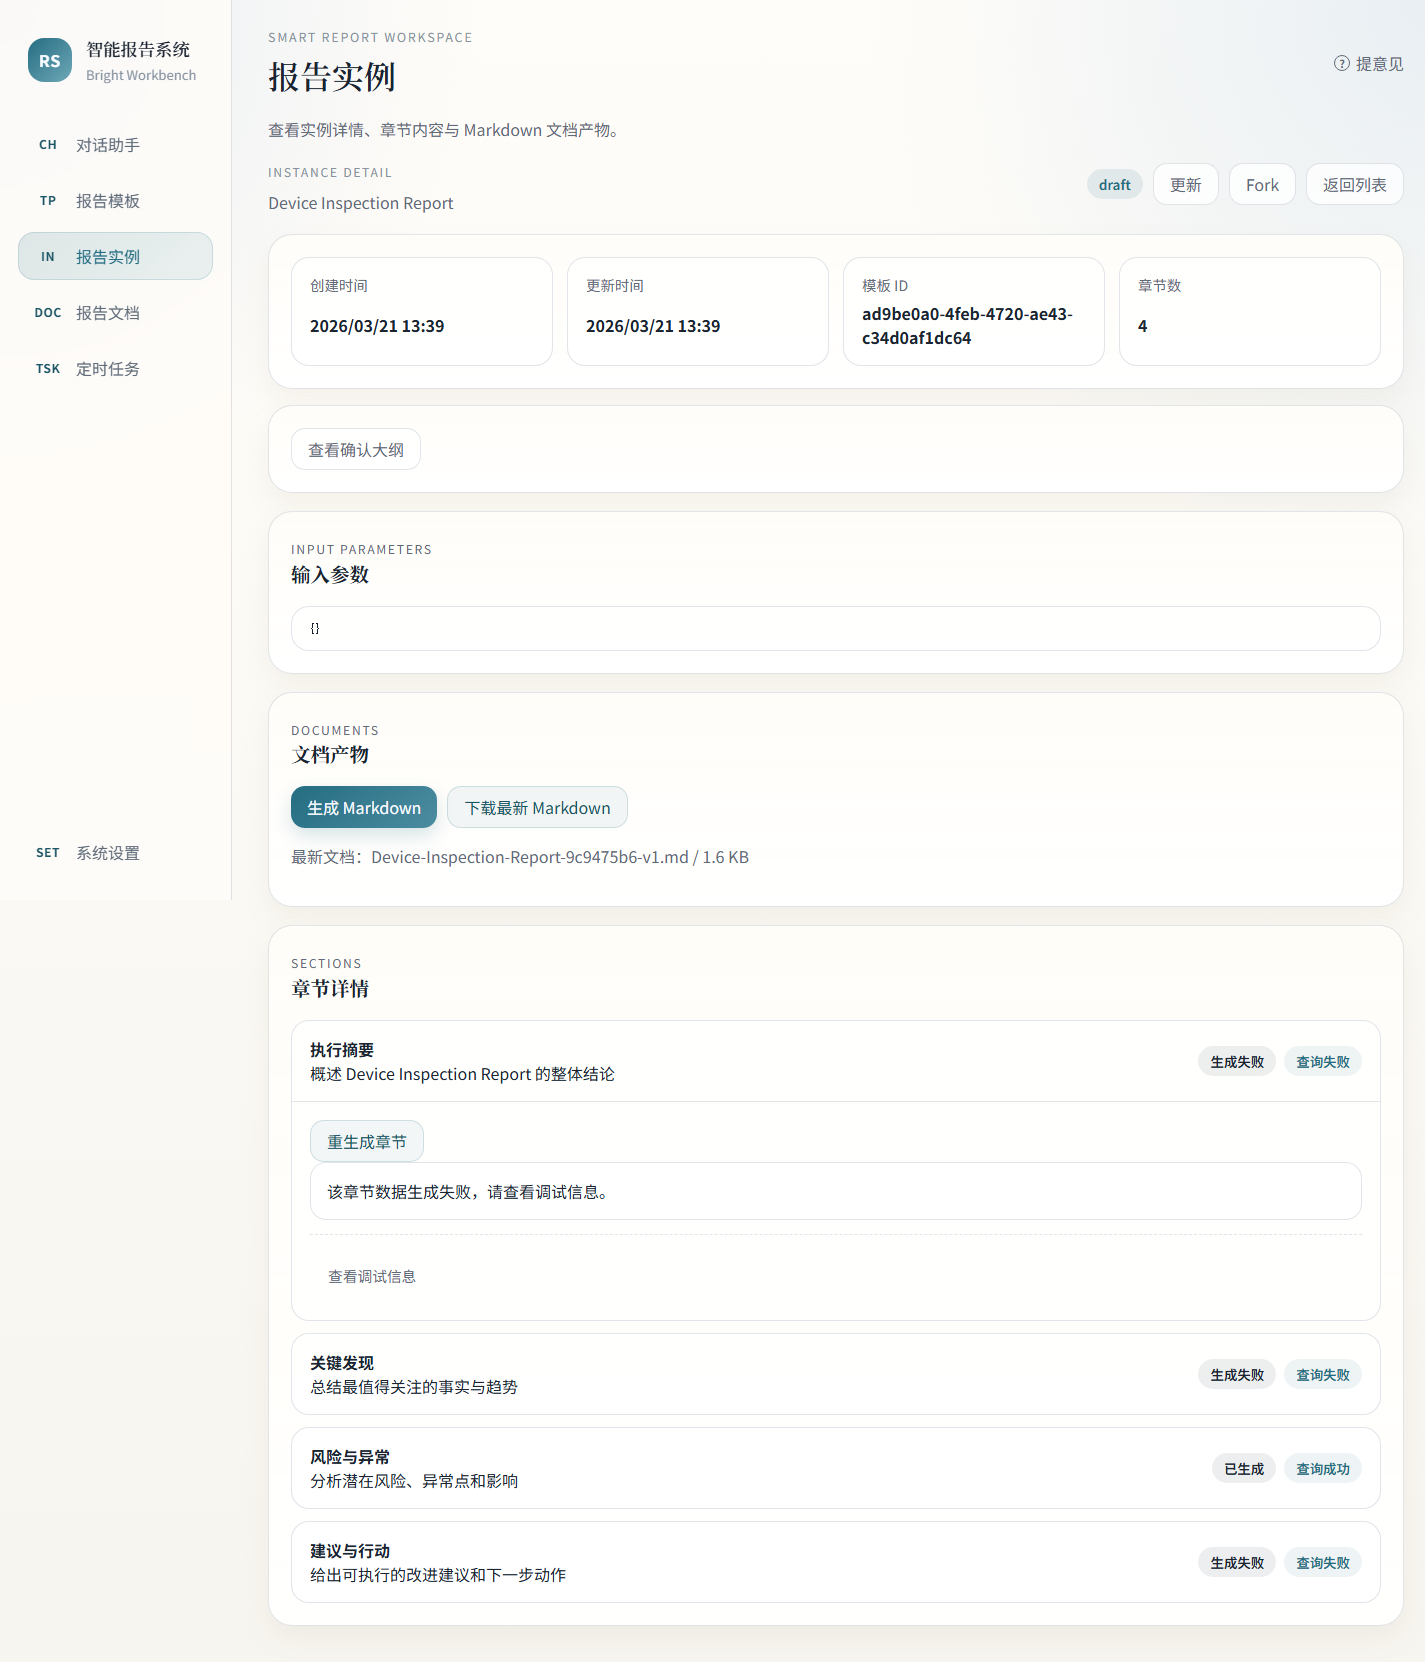 RS
智能报告系统
Bright Workbench
CH 对话助手
TP 报告模板
IN 报告实例
DOC 报告文档
TSK 定时任务
SET 系统设置
SMART REPORT WORKSPACE
报告实例
? 提意见
查看实例详情、章节内容与 Markdown 文档产物。
INSTANCE DETAIL
Device Inspection Report
draft 更新 Fork 返回列表
创建时间
2026/03/21 13:39
更新时间
2026/03/21 13:39
模板 ID
ad9be0a0-4feb-4720-ae43-
c34d0af1dc64
章节数
4
查看确认大纲
INPUT PARAMETERS
输入参数
{}
DOCUMENTS
文档产物
生成 Markdown 下载最新 Markdown
最新文档：Device-Inspection-Report-9c9475b6-v1.md / 1.6 KB
SECTIONS
章节详情
执行摘要
概述 Device Inspection Report 的整体结论
生成失败 查询失败
重生成章节
该章节数据生成失败，请查看调试信息。
查看调试信息
关键发现
总结最值得关注的事实与趋势
生成失败 查询失败
风险与异常
分析潜在风险、异常点和影响
已生成 查询成功
建议与行动
给出可执行的改进建议和下一步动作
生成失败 查询失败